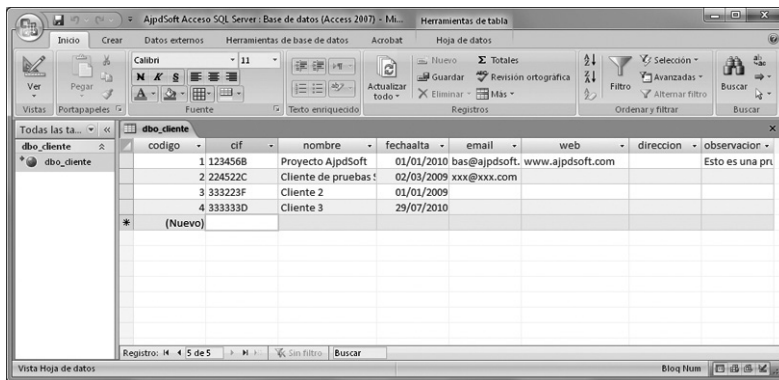 AjpdSoft Acceso SQL Server : Base de datos (Access 2007) - Mi...
Herramientas de tabla
Inicio Crear Datos externos Herramientas de base de datos Acrobat Hoja de datos
Ver
Vistas
Pegar
Portapapeles
Calibri 11
N K S
A
Fuente
Texto enriquecido
Actualizar todo
Nuevo
Guardar
Eliminar
Σ Totales
Revisión ortográfica
Más
Registros
Filtro
Selección
Avanzadas
Alternar filtro
Ordenar y filtrar
Buscar
Buscar
Todas las ta...
dbo_cliente
dbo_cliente
dbo_cliente
codigo cif nombre fechaalta email web direccion observacion
1 123456B Proyecto AjpdSoft 01/01/2010 bas@ajpdsoft. www.ajpdsoft.com Esto es una pru
2 224522C Cliente de pruebas 02/03/2009 xxx@xxx.com
3 333223F Cliente 2 01/01/2009
4 333333D Cliente 3 29/07/2010
* (Nuevo)
Registro: 5 de 5 Sin filtro Buscar
Vista Hoja de datos
Bloq Num